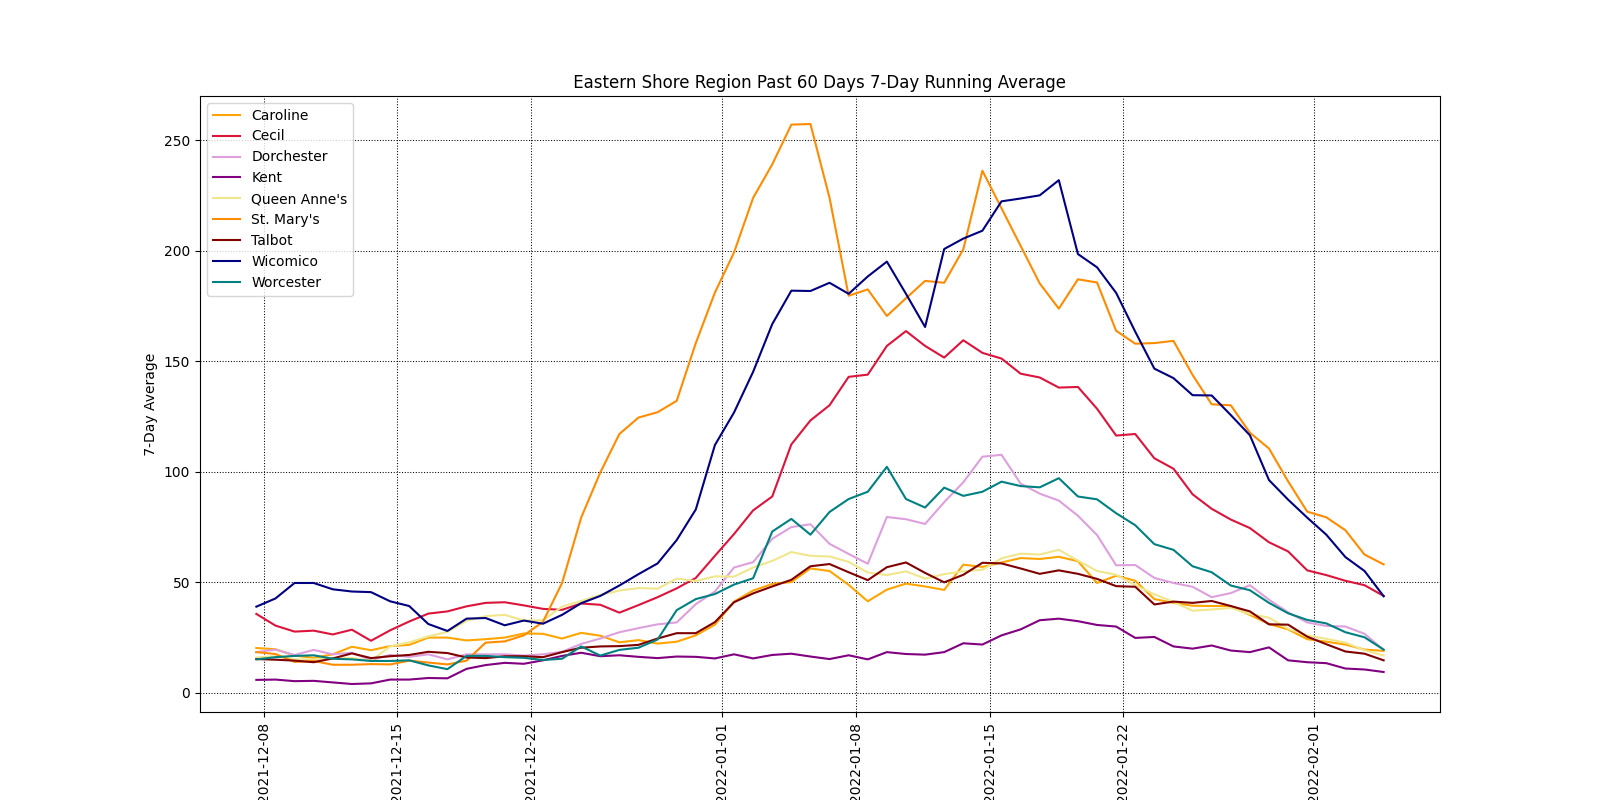 Eastern Shore Region Past 60 Days 7-Day Running Average
Caroline
Cecil
Dorchester
Kent
Queen Anne's
St. Mary's
Talbot
Wicomico
Worcester
7-Day Average
250
200
150
100
50
0
2021-12-08
2021-12-15
2021-12-22
2022-01-01
2022-01-08
2022-01-15
2022-01-22
2022-02-01